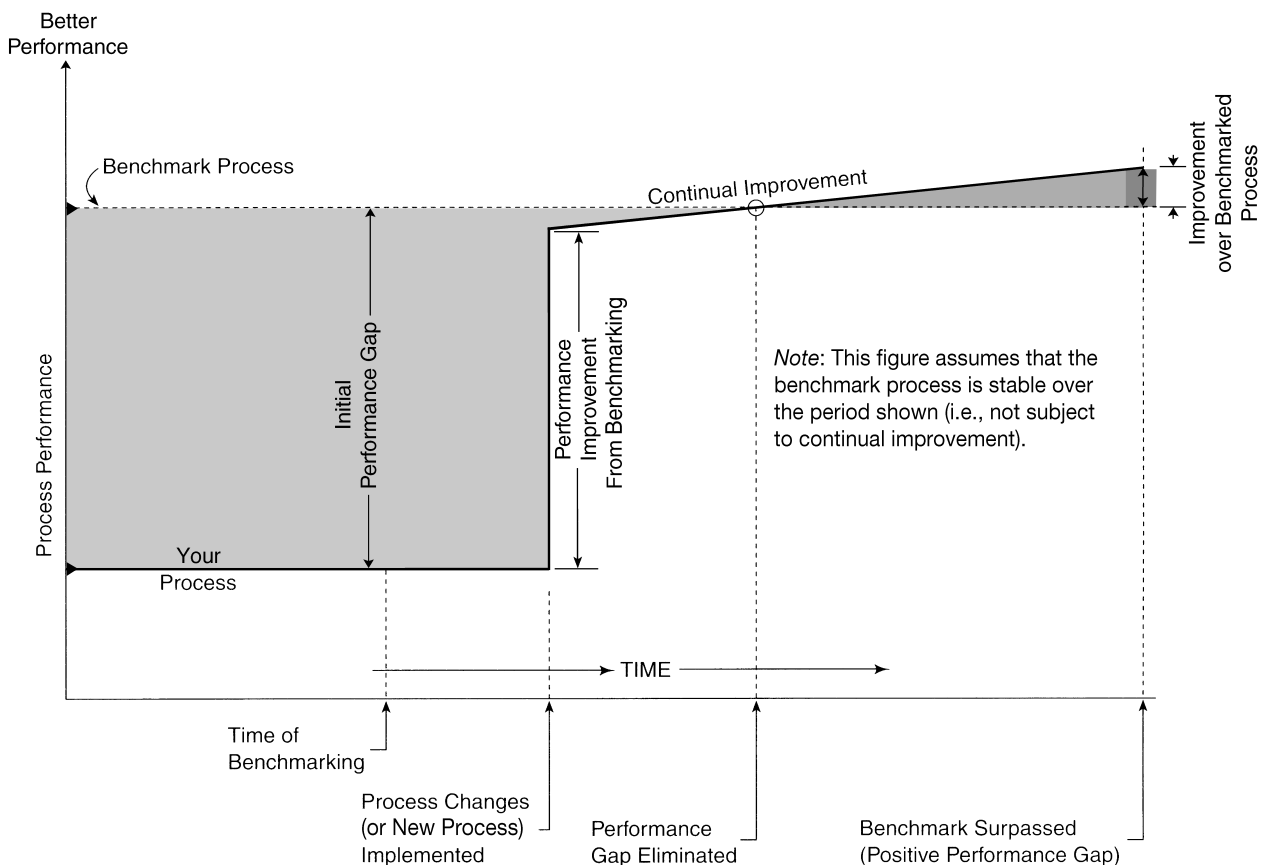 Better
Performance
Benchmark Process
Continual Improvement
Improvement
over Benchmarked
Process
Process Performance
Initial
Performance Gap
Performance
Improvement
From Benchmarking
Note: This figure assumes that the
benchmark process is stable over
the period shown (i.e., not subject
to continual improvement).
Your
Process
TIME
Time of
Benchmarking
Process Changes
(or New Process)
Implemented
Performance
Gap Eliminated
Benchmark Surpassed
(Positive Performance Gap)